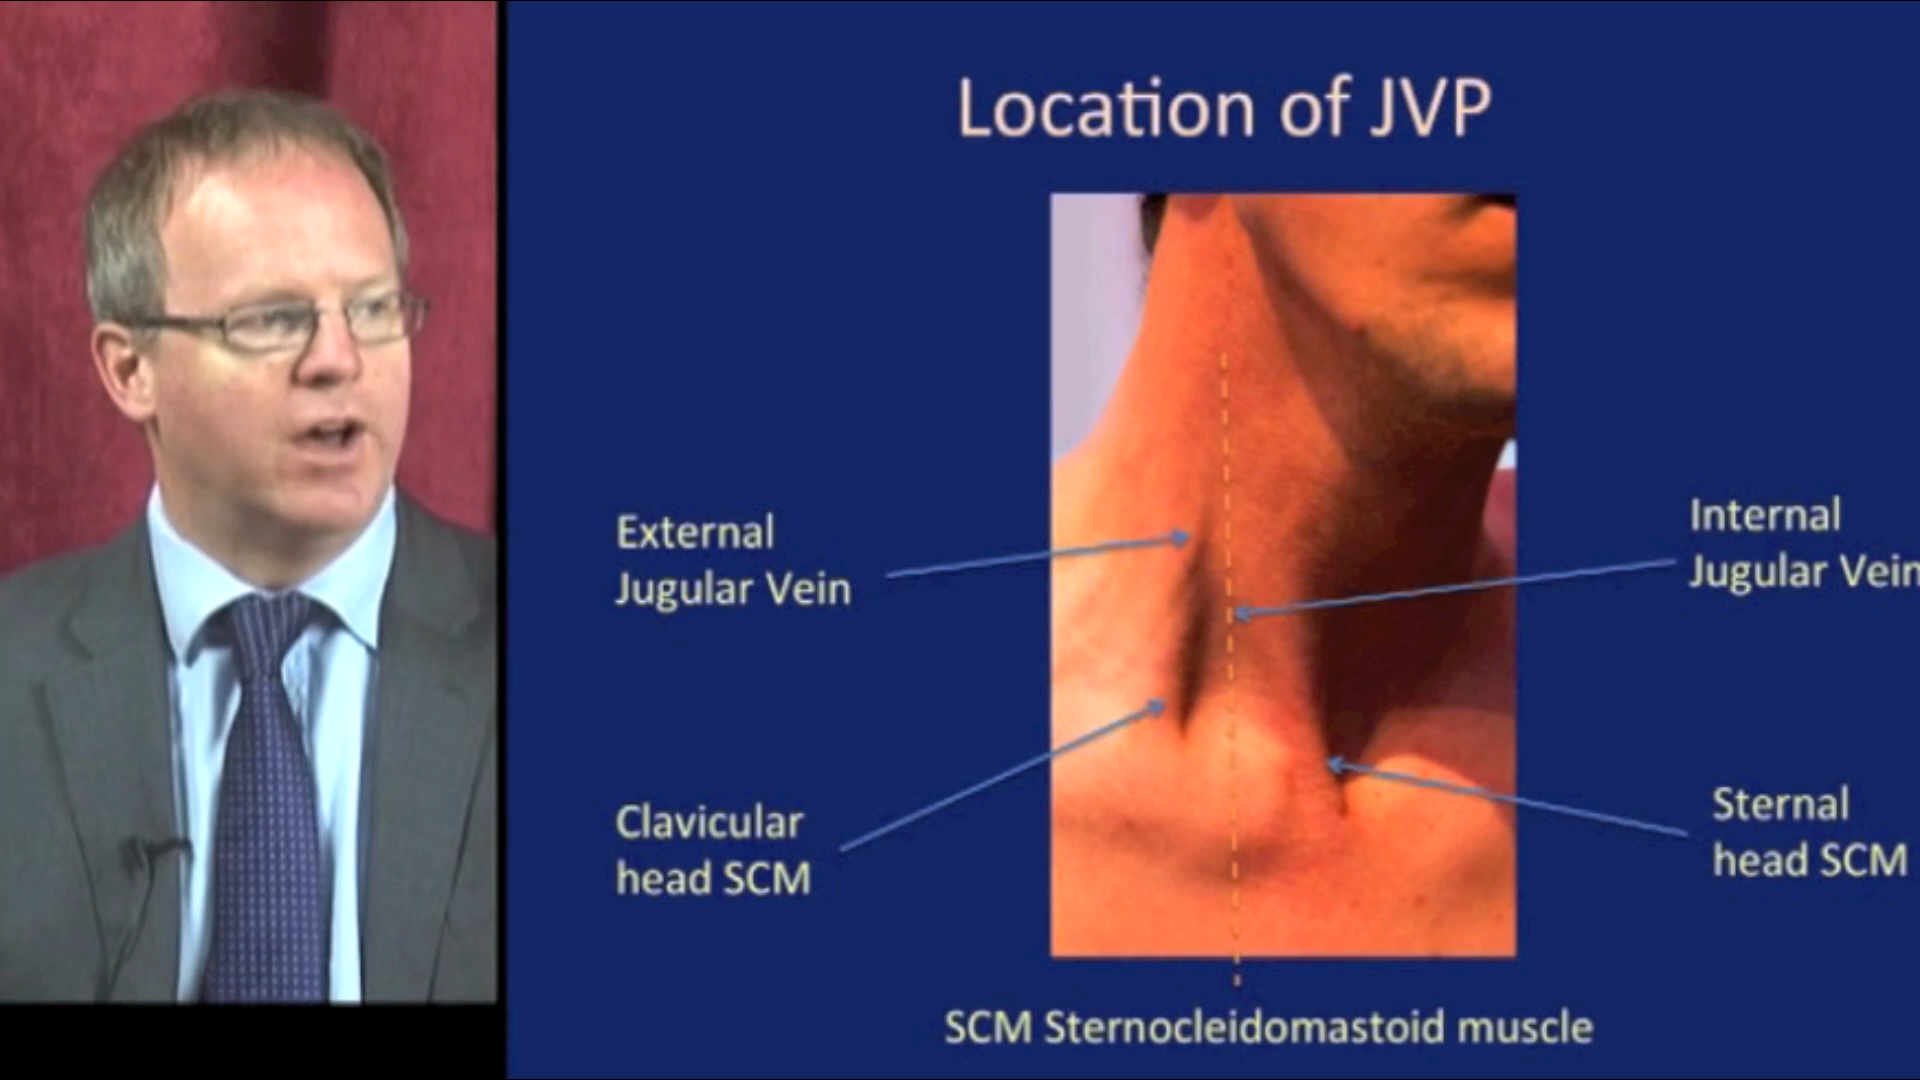 Location of JVP
External
Jugular Vein
Internal
Jugular Vein
Clavicular
head SCM
Sternal
head SCM
SCM Sternocleidomastoid muscle